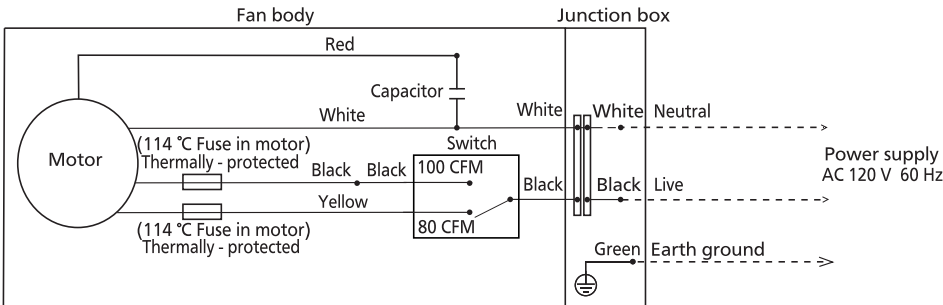 Fan body
Junction box
Red
Capacitor
White
White
White
Neutral
(114 °C Fuse in motor)
Thermally - protected
Switch
Motor
Black
Black
100 CFM
Power supply
AC 120 V 60 Hz
Black
Black
Live
Yellow
80 CFM
(114 °C Fuse in motor)
Thermally - protected
Green
Earth ground